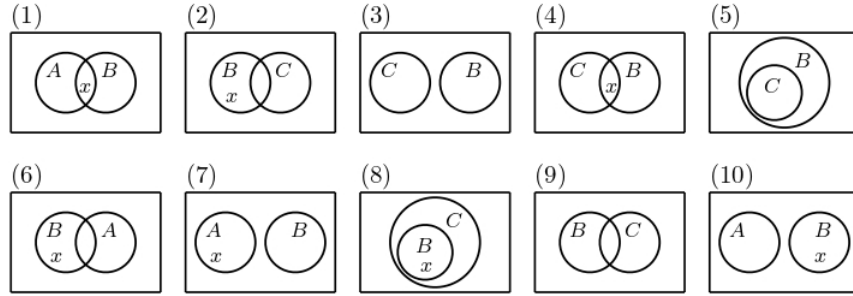 (1) (2) (3) (4) (5)
A B B C C B C B B
x x x C
(6) (7) (8) (9) (10)
B A A B C B C A B
x x B x
x